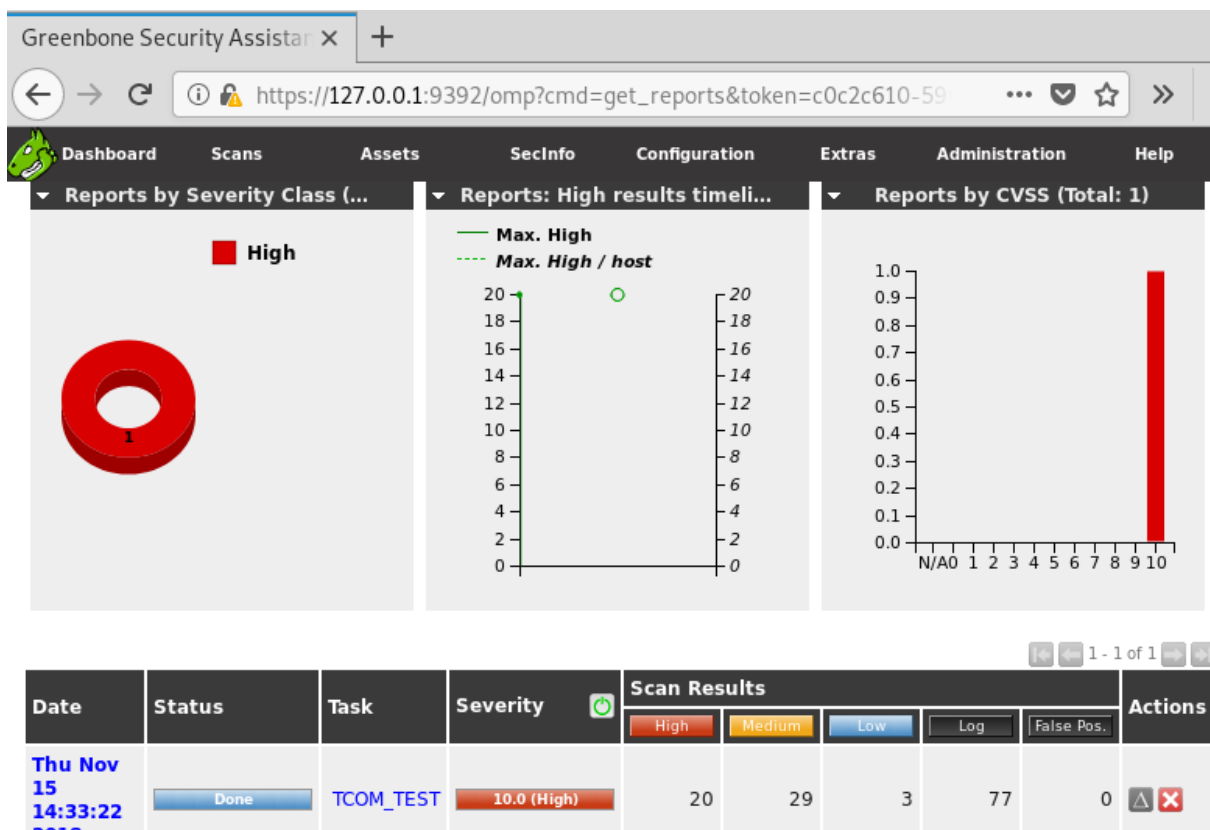 Greenbone Security Assistan
https://127.0.0.1:9392/omp?cmd=get_reports&token=c0c2c610-59
Dashboard Scans Assets SecInfo Configuration Extras Administration Help
Reports by Severity Class (...
High
1
Reports: High results timeli...
Max. High
Max. High / host
20 20
18 18
16 16
14 14
12 12
10 10
8 8
6 6
4 4
2 2
0 0
Reports by CVSS (Total: 1)
1.0
0.9
0.8
0.7
0.6
0.5
0.4
0.3
0.2
0.1
0.0
N/A 0 1 2 3 4 5 6 7 8 9 10
1 - 1 of 1
Date Status Task Severity Scan Results Actions
High Medium Low Log False Pos.
Thu Nov
15
14:33:22
2018
Done TCOM_TEST 10.0 (High) 20 29 3 77 0